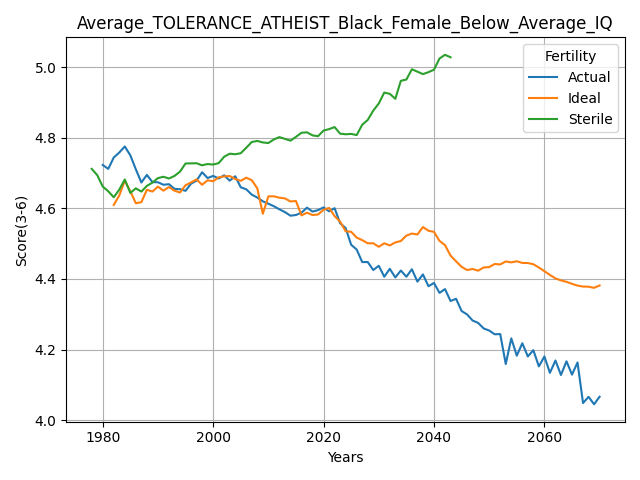 Average_TOLERANCE_ATHEIST_Black_Female_Below_Average_IQ
Fertility
Actual
Ideal
Sterile
Score(3-6)
5.0
4.8
4.6
4.4
4.2
4.0
1980 2000 2020 2040 2060
Years